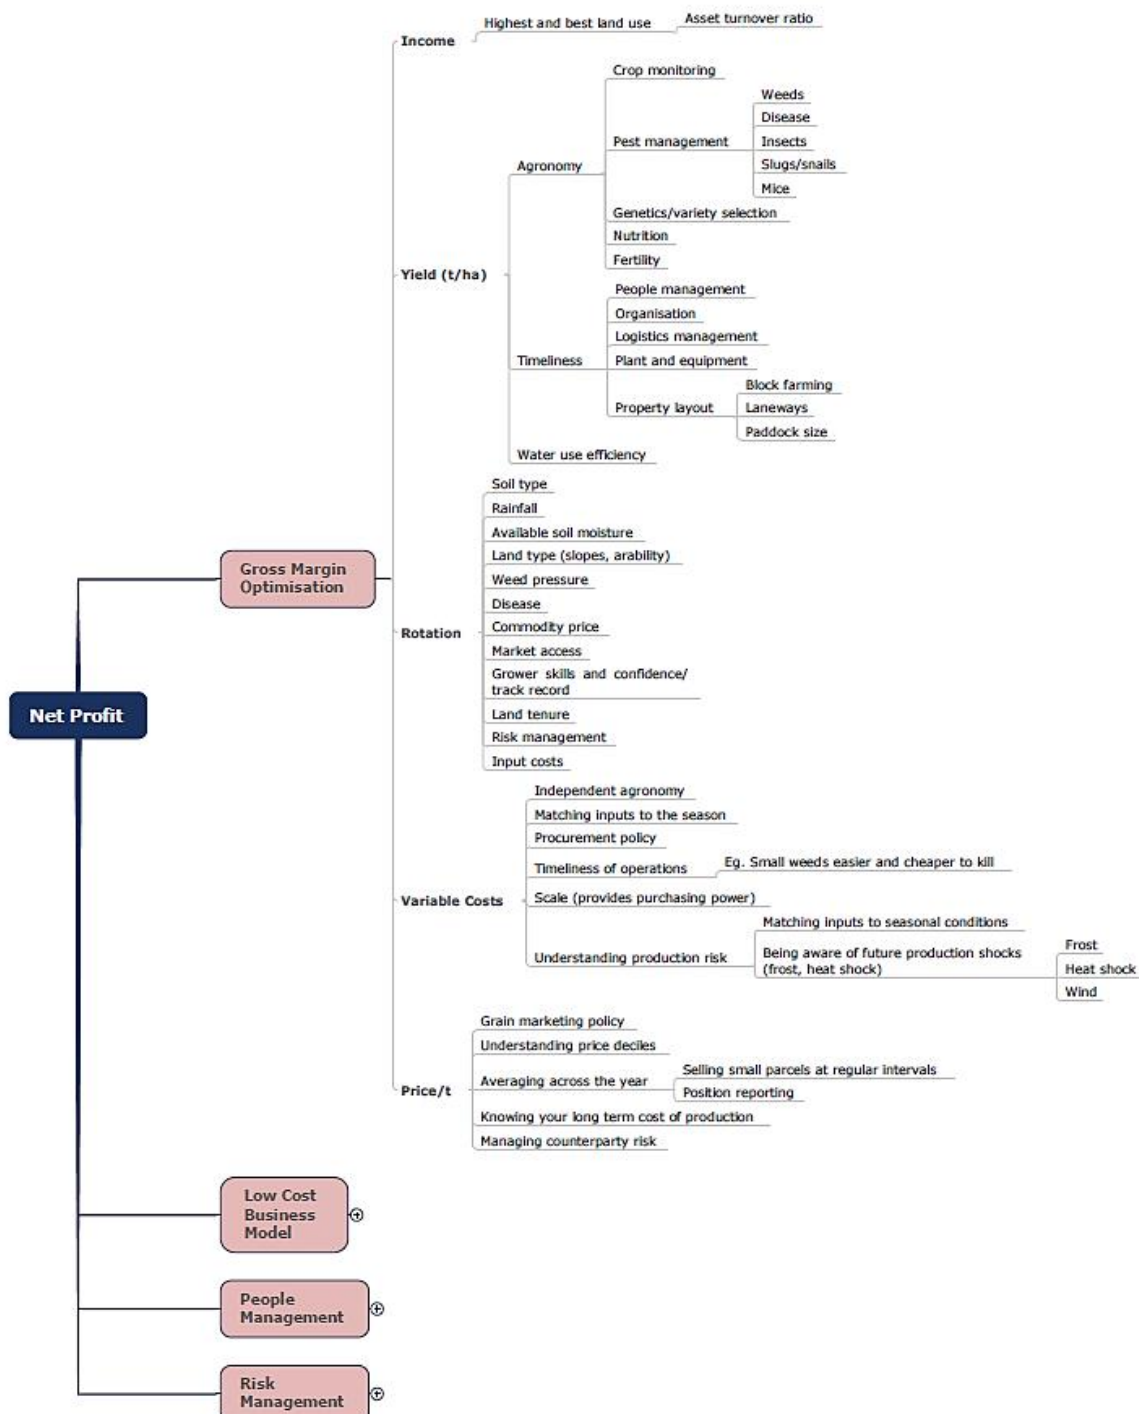 Net Profit
Gross Margin
Optimisation
Income
Highest and best land use
Asset turnover ratio
Yield (t/ha)
Agronomy
Crop monitoring
Pest management
Weeds
Disease
Insects
Slugs/snails
Mice
Genetics/variety selection
Nutrition
Fertility
Timeliness
People management
Organisation
Logistics management
Plant and equipment
Property layout
Block farming
Laneways
Paddock size
Water use efficiency
Rotation
Soil type
Rainfall
Available soil moisture
Land type (slopes, arability)
Weed pressure
Disease
Commodity price
Market access
Grower skills and confidence/
track record
Land tenure
Risk management
Input costs
Variable Costs
Independent agronomy
Matching inputs to the season
Procurement policy
Timeliness of operations
Eg. Small weeds easier and cheaper to kill
Scale (provides purchasing power)
Understanding production risk
Matching inputs to seasonal conditions
Being aware of future production shocks
(frost, heat shock)
Frost
Heat shock
Wind
Price/t
Grain marketing policy
Understanding price deciles
Averaging across the year
Selling small parcels at regular intervals
Position reporting
Knowing your long term cost of production
Managing counterparty risk
Low Cost
Business
Model
People
Management
Risk
Management